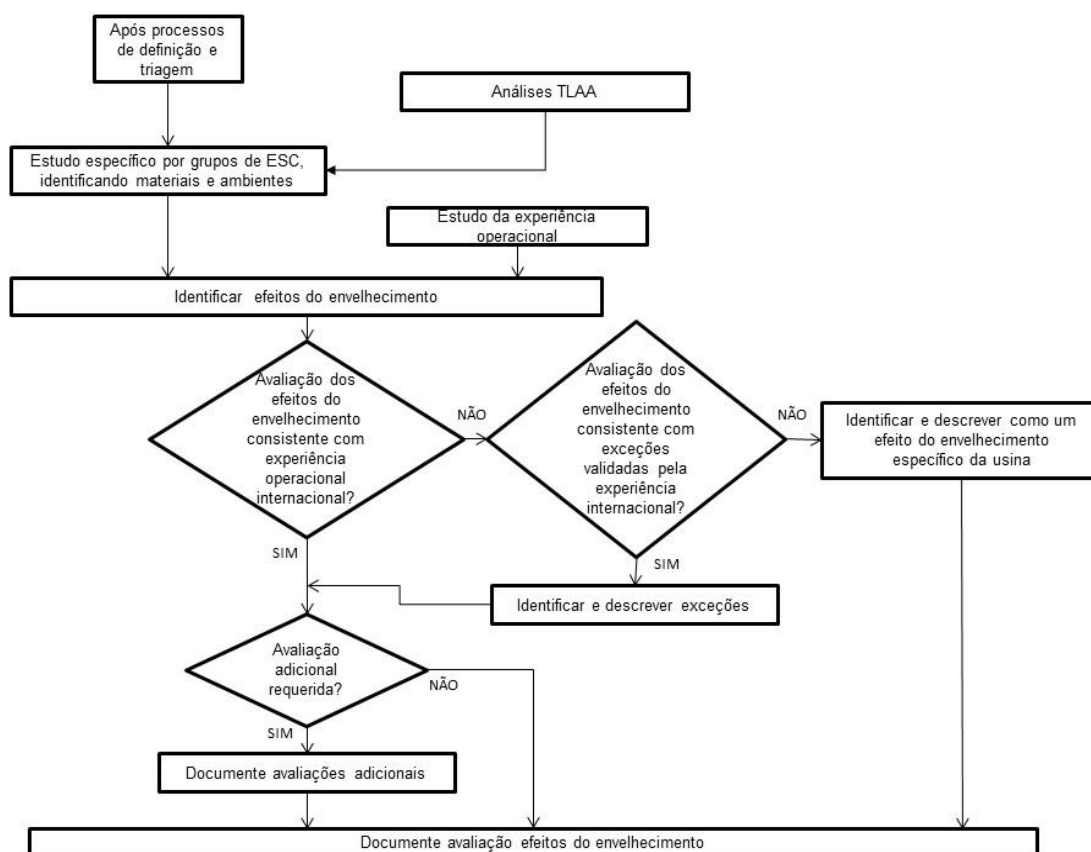 Após processos
de definição e
triagem
Análises TLAA
Estudo específico por grupos de ESC,
identificando materiais e ambientes
Estudo da experiência
operacional
Identificar efeitos do envelhecimento
Avaliação dos
efeitos do
envelhecimento
consistente com
experiência
operacional
internacional?
NÃO
Avaliação dos
efeitos do
envelhecimento
consistente com
exceções
validadas pela
experiência
internacional?
NÃO
Identificar e descrever como um
efeito do envelhecimento
específico da usina
SIM
SIM
Identificar e descrever exceções
Avaliação
adicional
requerida?
NÃO
SIM
Documente avaliações adicionais
Documente avaliação efeitos do envelhecimento